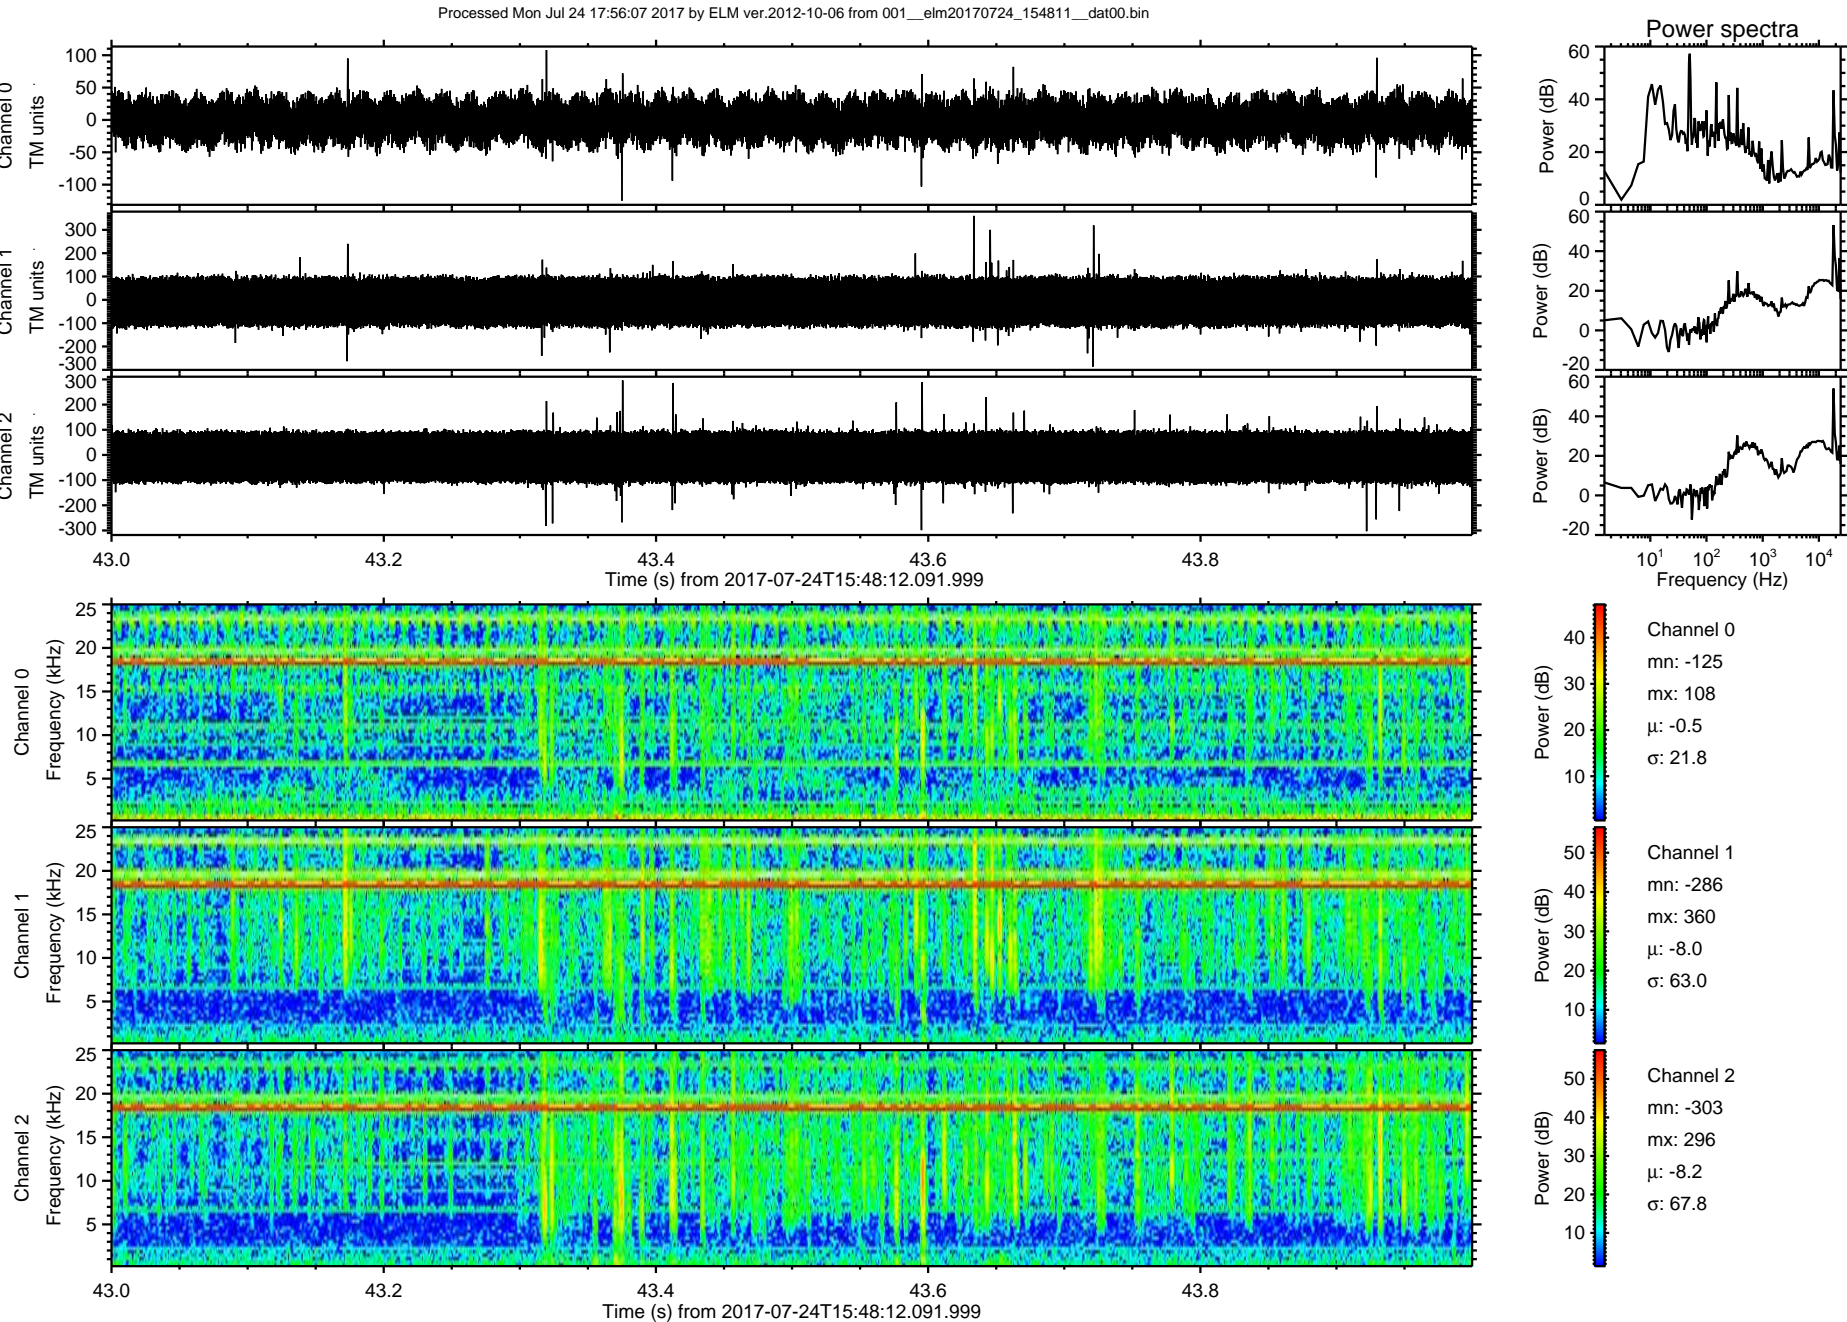 Processed Mon Jul 24 17:56:07 2017 by ELM ver.2012-10-06 from 001__elm20170724_154811__dat00.bin
Power spectra
Channel 0
TM units
100
50
0
-50
-100
Power (dB)
60
40
20
0
Channel 1
TM units
300
200
100
0
-100
-200
-300
Power (dB)
60
40
20
0
-20
Channel 2
TM units
300
200
100
0
-100
-200
-300
Power (dB)
60
40
20
0
-20
43.0 43.2 43.4 43.6 43.8
Time (s) from 2017-07-24T15:48:12.091.999
10^1 10^2 10^3 10^4
Frequency (Hz)
Channel 0
Frequency (kHz)
25
20
15
10
5
Power (dB)
40
30
20
10
Channel 0
mn: -125
mx: 108
μ: -0.5
σ: 21.8
Channel 1
Frequency (kHz)
25
20
15
10
5
Power (dB)
50
40
30
20
10
Channel 1
mn: -286
mx: 360
μ: -8.0
σ: 63.0
Channel 2
Frequency (kHz)
25
20
15
10
5
Power (dB)
50
40
30
20
10
Channel 2
mn: -303
mx: 296
μ: -8.2
σ: 67.8
43.0 43.2 43.4 43.6 43.8
Time (s) from 2017-07-24T15:48:12.091.999